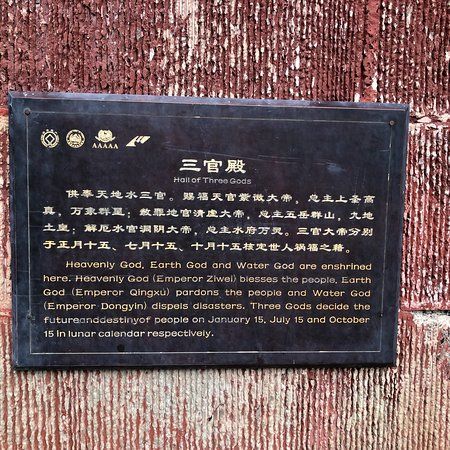 AAAAA
三官殿
Hall of Three Gods
供奉天地水三官。赐福天官紫微大帝，总主上圣高
真，万象群星；赦罪地官清虚大帝，总主五岳群山，九地
土皇；解厄水官洞阴大帝，总主水府万灵。三官大帝分别
于正月十五、七月十五、十月十五核定世人祸福之籍。
Heavenly God, Earth God and Water God are enshrined
here. Heavenly God (Emperor Ziwei) blesses the people, Earth
God (Emperor Qingxu) pardons the people and Water God
(Emperor Dongyin) dispels disasters. Three Gods decide the
futureanddestinyof people on January 15, July 15 and October
15 in lunar calendar respectively.